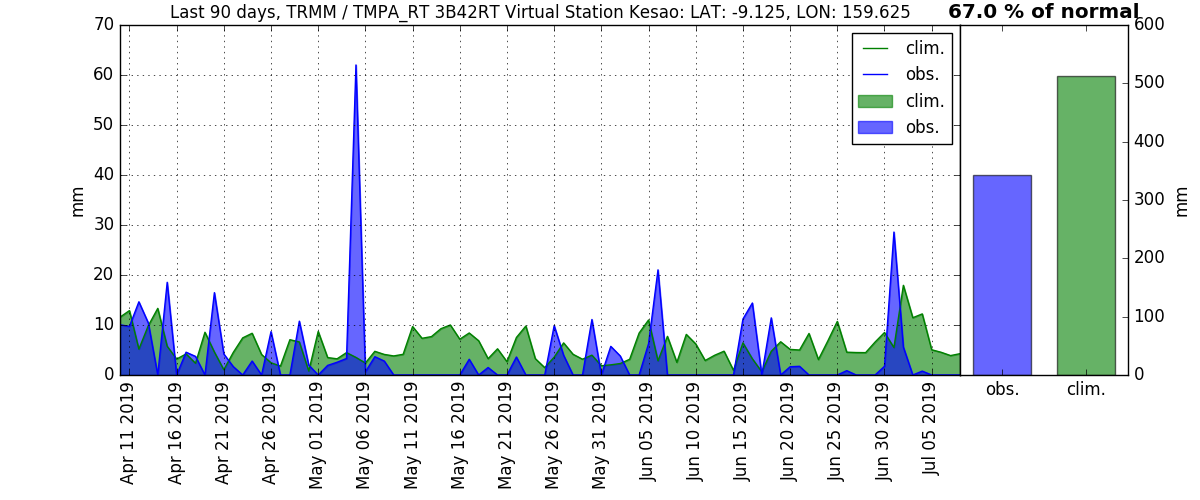 Last 90 days, TRMM / TMPA_RT 3B42RT Virtual Station Kesao: LAT: -9.125, LON: 159.625
67.0 % of normal
70
60
50
40
30
20
10
0
mm
clim.
obs.
clim.
obs.
Apr 11 2019
Apr 16 2019
Apr 21 2019
Apr 26 2019
May 01 2019
May 06 2019
May 11 2019
May 16 2019
May 21 2019
May 26 2019
May 31 2019
Jun 05 2019
Jun 10 2019
Jun 15 2019
Jun 20 2019
Jun 25 2019
Jun 30 2019
Jul 05 2019
600
500
400
300
200
100
0
mm
obs.
clim.